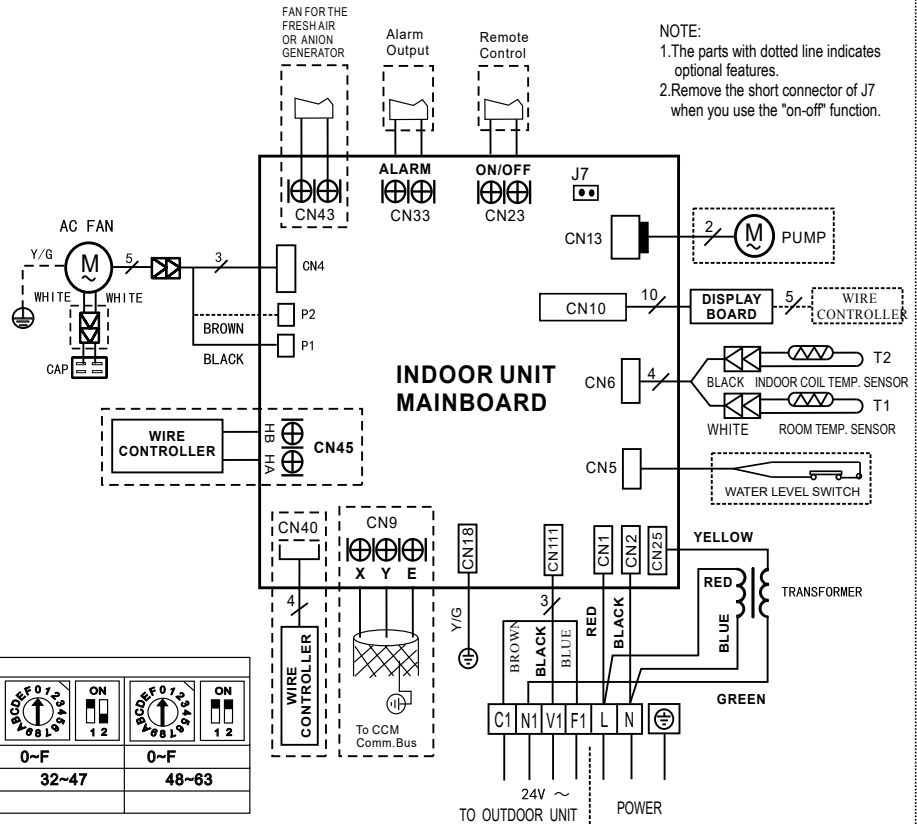 FAN FOR THE
FRESH AIR
OR ANION
GENERATOR
Alarm
Output
Remote
Control
NOTE:
1.The parts with dotted line indicates
optional features.
2.Remove the short connector of J7
when you use the "on-off" function.
ALARM
ON/OFF
J7
CN43
CN33
CN23
AC FAN
Y/G
M
~
5
3
CN4
WHITE
WHITE
P2
BROWN
P1
BLACK
CAP
CN13
2
M
~
PUMP
CN10
10
DISPLAY
BOARD
5
WIRE
CONTROLLER
INDOOR UNIT
MAINBOARD
CN6
4
T2
BLACK
INDOOR COIL TEMP. SENSOR
T1
WHITE
ROOM TEMP. SENSOR
WIRE
CONTROLLER
HB
HA
CN45
CN5
WATER LEVEL SWITCH
CN40
CN9
X Y E
CN18
CN111
CN1
CN2
CN25
YELLOW
RED
TRANSFORMER
BLUE
GREEN
4
WIRE
CONTROLLER
To CCM
Comm.Bus
Y/G
3
BROWN
BLACK
BLUE
RED
BLACK
C1 N1 V1 F1 L N
24V ~
TO OUTDOOR UNIT
POWER
0123456789ABCDEF
ON
1 2
0123456789ABCDEF
ON
1 2
0~F
0~F
32~47
48~63